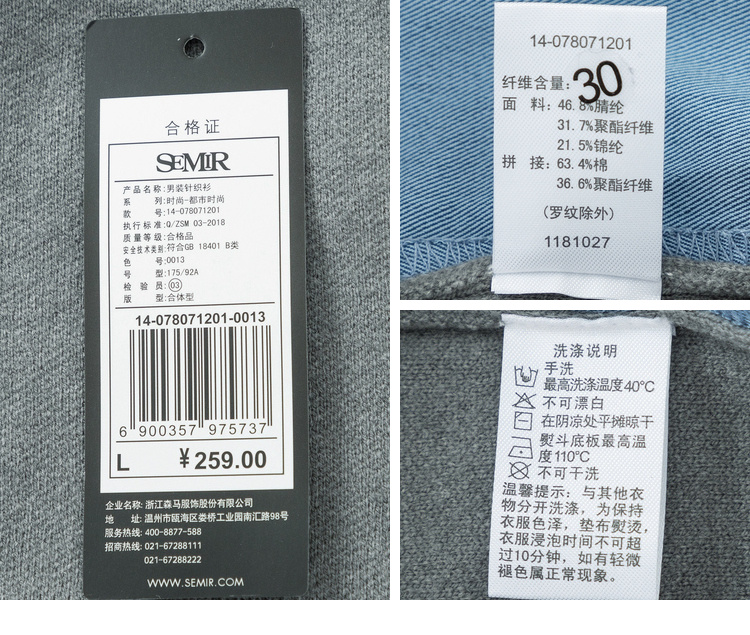 合格证
SEMIR
产品名称:男装针织衫
系 列:时尚-都市时尚
款 号:14-078071201
执行标准:Q/ZSM 03-2018
质量等级:合格品
安全技术类别:符合GB 18401 B类
色 号:0013
号 型:175/92A
检 验 员:03
版 型:合体型
14-078071201-0013
6 900357 975737
L ¥259.00
企业名称: 浙江森马服饰股份有限公司
地 址: 温州市瓯海区娄桥工业园南汇路98号
服务热线: 400-8877-588
招商热线: 021-67288111
021-67288222
WWW.SEMIR.COM
14-078071201
纤维含量:
30
面 料: 46.8%腈纶
31.7%聚酯纤维
21.5%锦纶
拼 接: 63.4%棉
36.6%聚酯纤维
(罗纹除外)
1181027
洗涤说明
手洗
最高洗涤温度40℃
不可漂白
在阴凉处平摊晾干
熨斗底板最高温
度110℃
不可干洗
温馨提示: 与其他衣
物分开洗涤, 为保持
衣服色泽, 垫布熨烫,
衣服浸泡时间不可超
过10分钟, 如有轻微
褪色属正常现象。